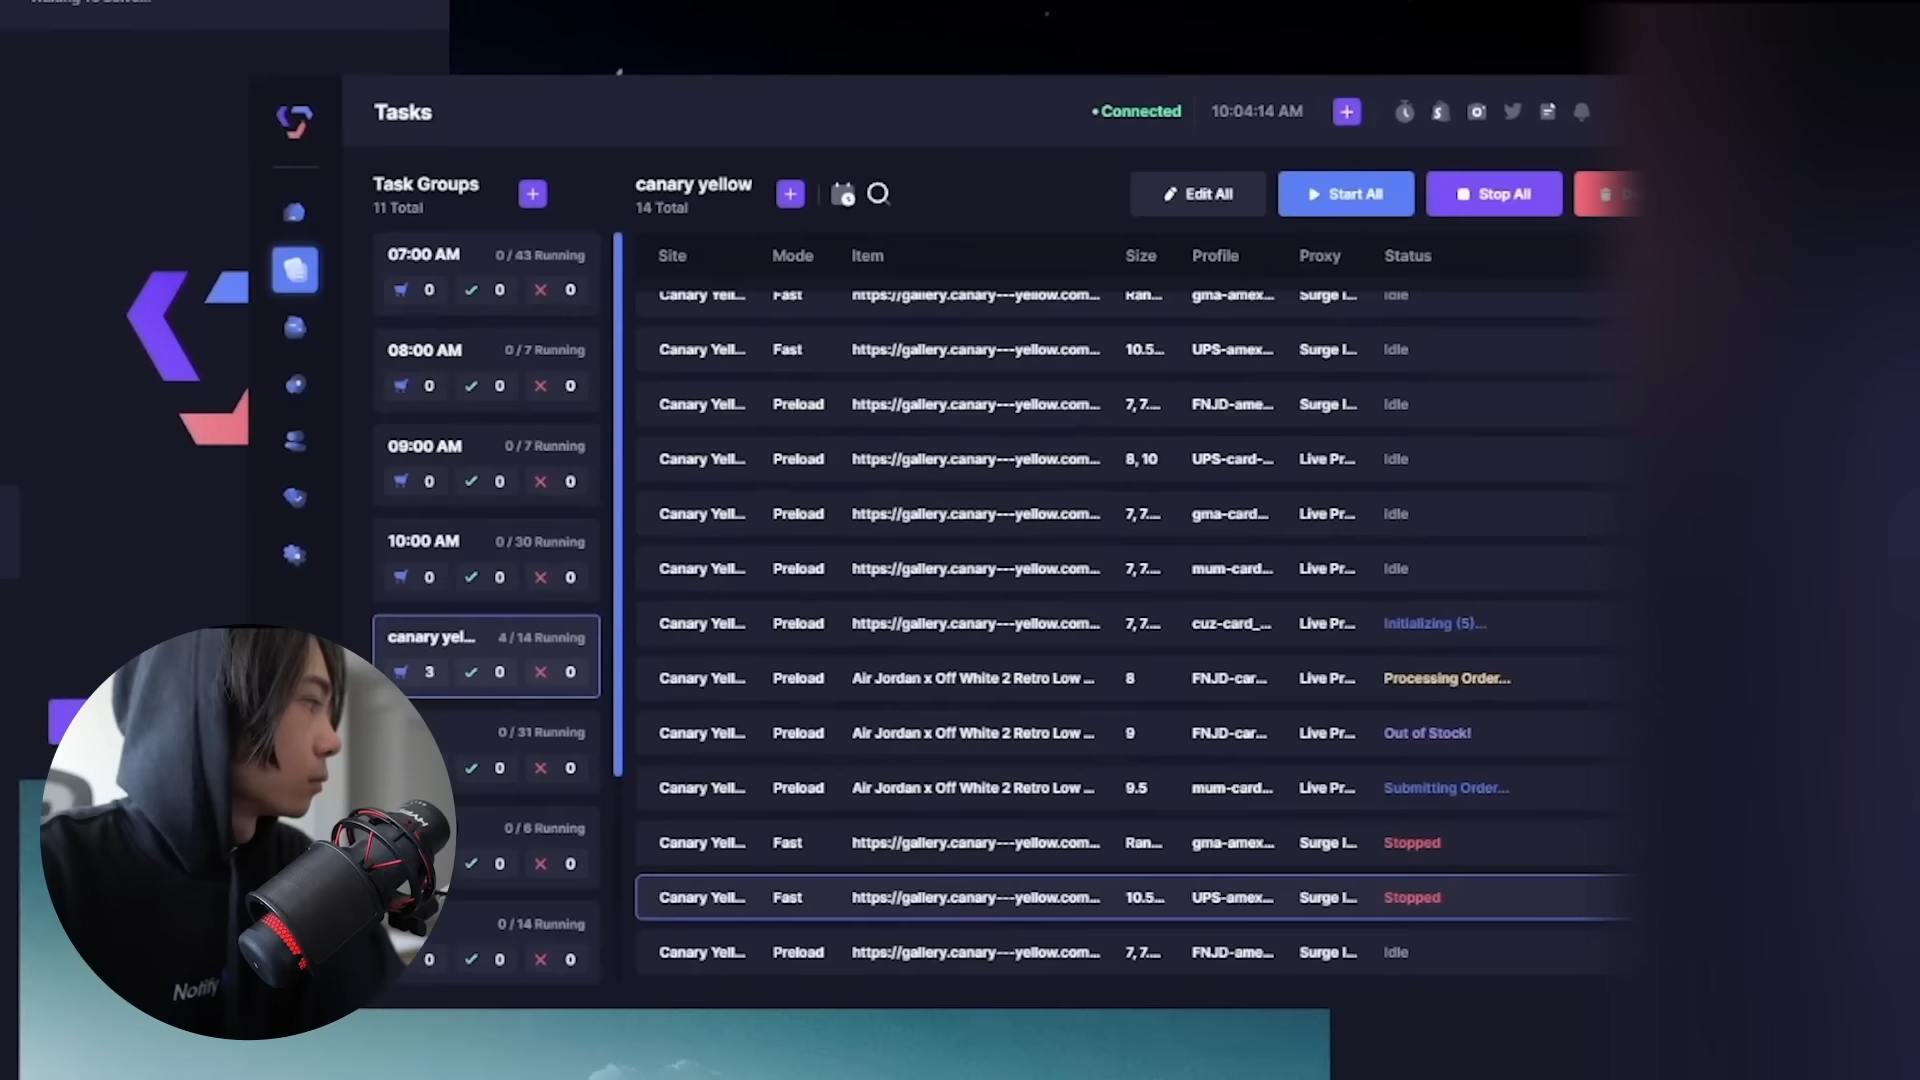 Tasks
• Connected
10:04:14 AM
Task Groups
11 Total
canary yellow
14 Total
Edit All
Start All
Stop All
07:00 AM 0 / 43 Running
0 0 0
08:00 AM 0 / 7 Running
0 0 0
09:00 AM 0 / 7 Running
0 0 0
10:00 AM 0 / 30 Running
0 0 0
canary yel... 4 / 14 Running
3 0 0
0 / 31 Running
0 0
0 / 6 Running
0 0
0 / 14 Running
0 0 0
Site Mode Item Size Profile Proxy Status
Canary Yell... Fast https://gallery.canary---yellow.com... Ran... gma-amex... Surge I... Idle
Canary Yell... Fast https://gallery.canary---yellow.com... 10.5... UPS-amex... Surge I... Idle
Canary Yell... Preload https://gallery.canary---yellow.com... 7, 7.... FNJD-ame... Surge I... Idle
Canary Yell... Preload https://gallery.canary---yellow.com... 8, 10 UPS-card-... Live Pr... Idle
Canary Yell... Preload https://gallery.canary---yellow.com... 7, 7.... gma-card... Live Pr... Idle
Canary Yell... Preload https://gallery.canary---yellow.com... 7, 7.... mum-card... Live Pr... Idle
Canary Yell... Preload https://gallery.canary---yellow.com... 7, 7.... cuz-card_... Live Pr... Initializing (5)...
Canary Yell... Preload Air Jordan x Off White 2 Retro Low ... 8 FNJD-car... Live Pr... Processing Order...
Canary Yell... Preload Air Jordan x Off White 2 Retro Low ... 9 FNJD-car... Live Pr... Out of Stock!
Canary Yell... Preload Air Jordan x Off White 2 Retro Low ... 9.5 mum-card... Live Pr... Submitting Order...
Canary Yell... Fast https://gallery.canary---yellow.com... Ran... gma-amex... Surge I... Stopped
Canary Yell... Fast https://gallery.canary---yellow.com... 10.5... UPS-amex... Surge I... Stopped
Canary Yell... Preload https://gallery.canary---yellow.com... 7, 7.... FNJD-ame... Surge I... Idle
Notify